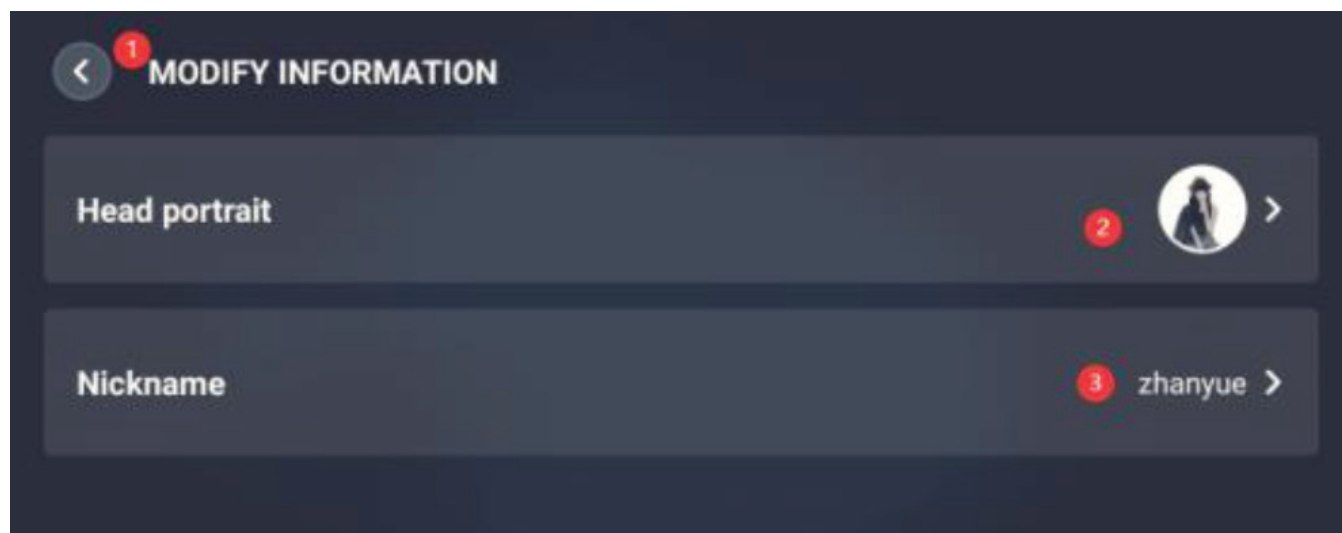 1
MODIFY INFORMATION
Head portrait
2
Nickname
3 zhanyue